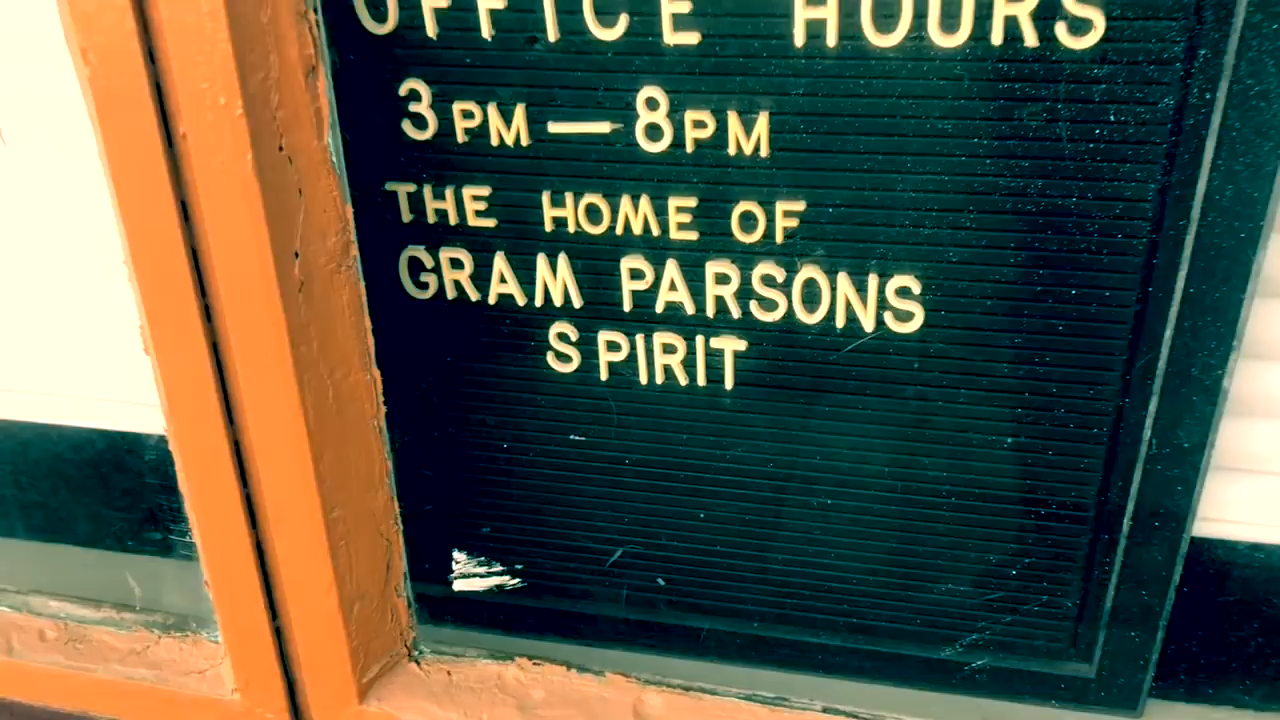 OFFICE HOURS
3PM — 8PM
THE HOME OF
GRAM PARSONS
SPIRIT